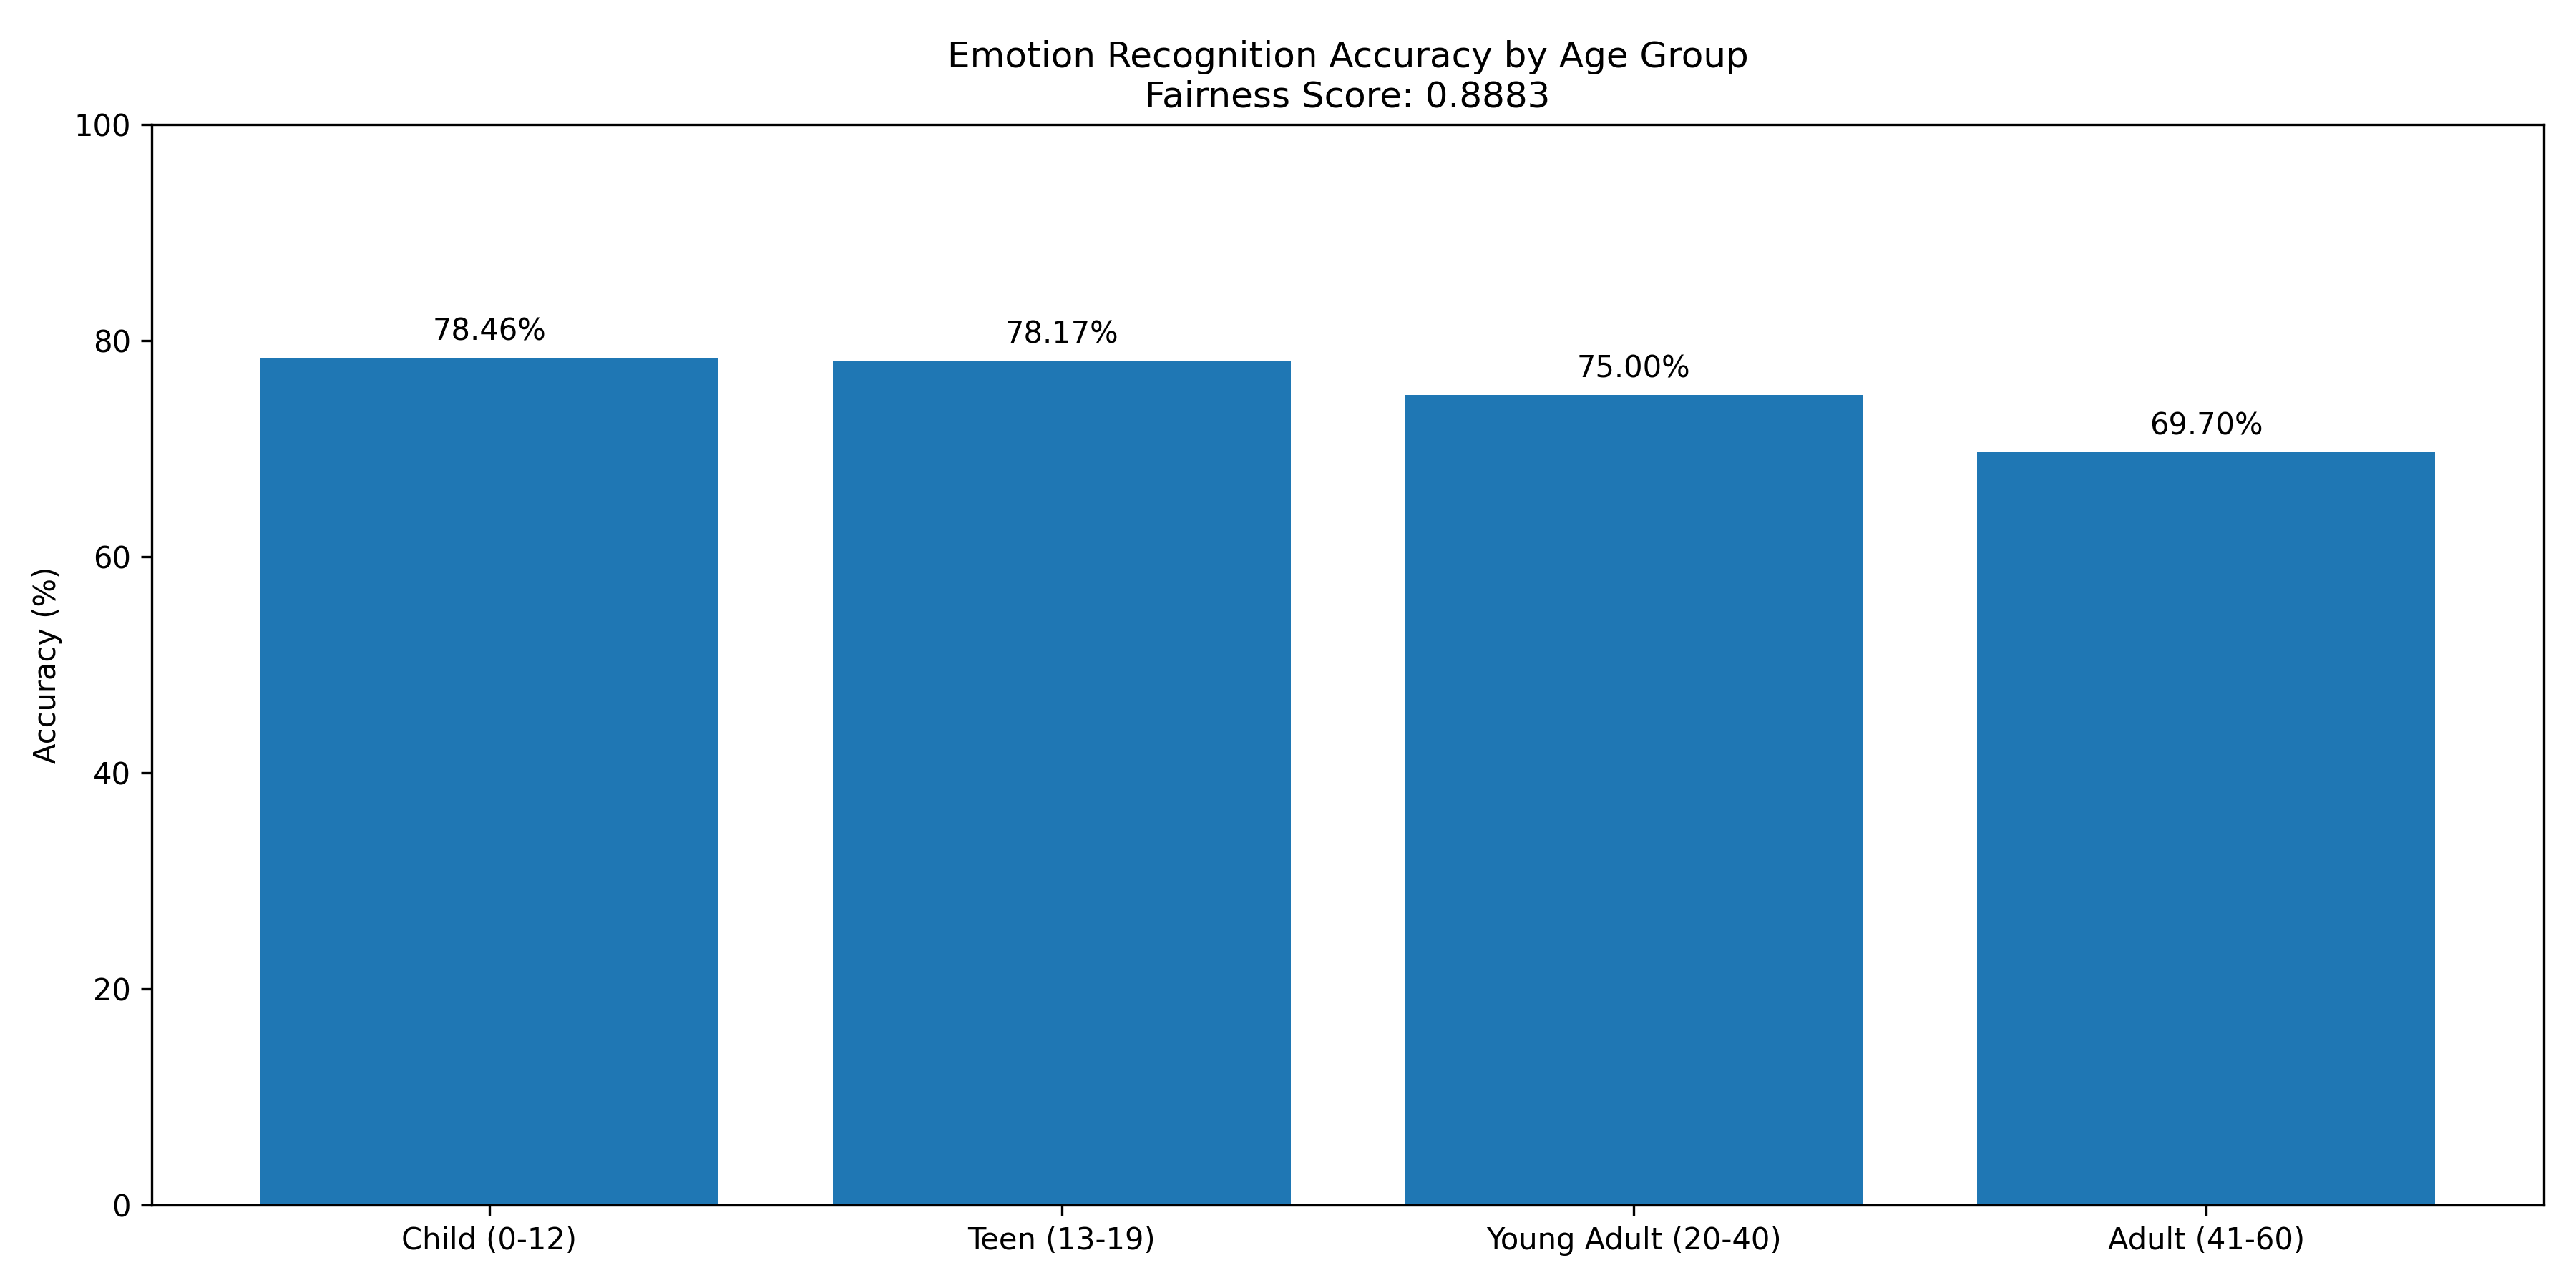 Emotion Recognition Accuracy by Age Group
Fairness Score: 0.8883
Accuracy (%)
100
80
60
40
20
0
78.46%
78.17%
75.00%
69.70%
Child (0-12)
Teen (13-19)
Young Adult (20-40)
Adult (41-60)